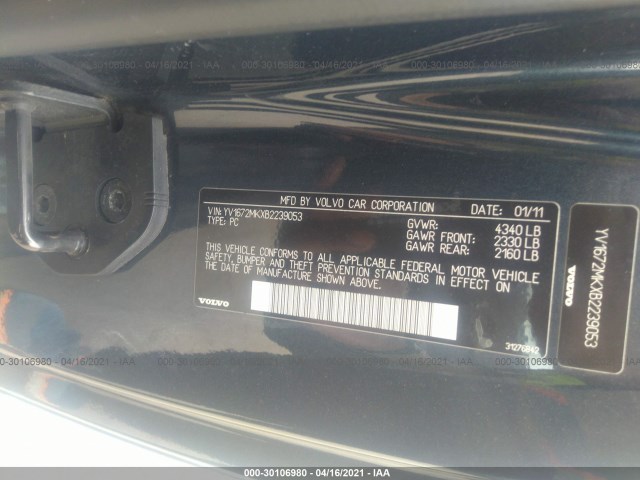 000-30106980 - 04/16/2021 - IAA
MFD BY VOLVO CAR CORPORATION DATE: 01/11
VIN: YV1672MKXB2239053
TYPE: PC
GVWR: 4340 LB
GAWR FRONT: 2330 LB
GAWR REAR: 2160 LB
THIS VEHICLE CONFORMS TO ALL APPLICABLE FEDERAL MOTOR VEHICLE
SAFETY, BUMPER AND THEFT PREVENTION STANDARDS IN EFFECT ON
THE DATE OF MANUFACTURE SHOWN ABOVE.
VOLVO
YV1672MKXB2239053
VOLVO
000-30106980 - 04/16/2021 - IAA